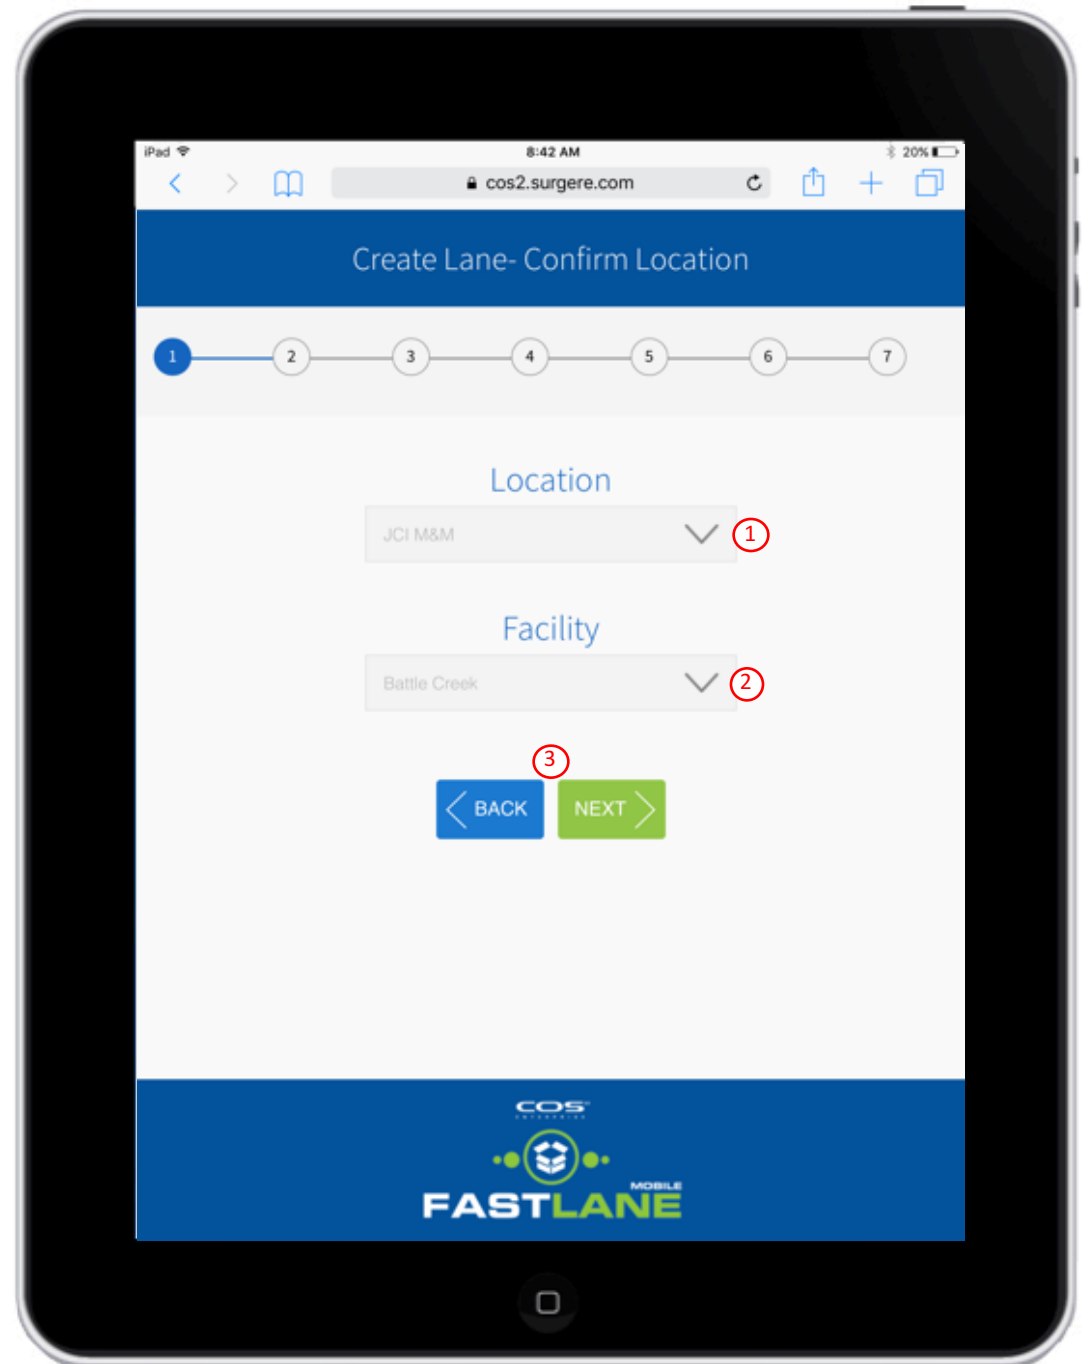 iPad 8:42 AM 20%
cos2.surgere.com
Create Lane- Confirm Location
1 2 3 4 5 6 7
Location
JCI M&M 1
Facility
Battle Creek 2
3
BACK NEXT
COS
ENTERPRISE
MOBILE
FASTLANE